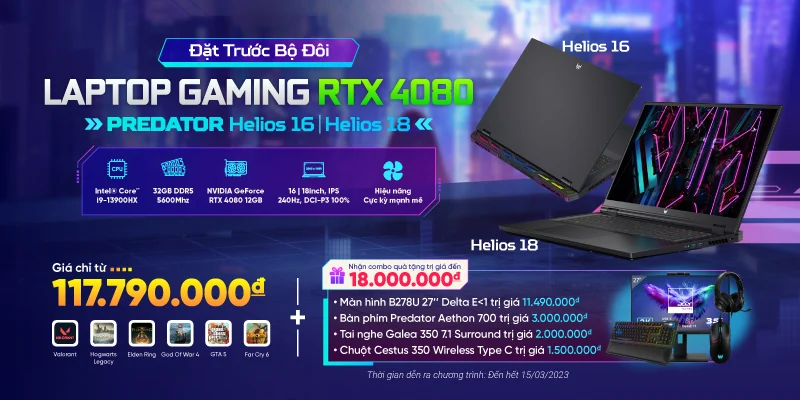 Đặt Trước Bộ Đôi
LAPTOP GAMING RTX 4080
PREDATOR Helios 16 | Helios 18
Helios 16
Helios 18
CPU
Intel® Core™
I9-13900HX
32GB DDR5
5600Mhz
NVIDIA GeForce
RTX 4080 12GB
16 | 18inch, IPS
240Hz, DCI-P3 100%
Hiệu năng
Cực kỳ mạnh mẽ
Giá chỉ từ
117.790.000đ
Valorant
Hogwarts
Legacy
Elden Ring
God Of War 4
GTA 5
Far Cry 6
+
Nhận combo quà tặng trị giá đến
18.000.000đ
• Màn hình B278U 27’’ Delta E<1 trị giá 11.490.000đ
• Bàn phím Predator Aethon 700 trị giá 3.000.000đ
• Tai nghe Galea 350 7.1 Surround trị giá 2.000.000đ
• Chuột Cestus 350 Wireless Type C trị giá 1.500.000đ
Thời gian diễn ra chương trình: Đến hết 15/03/2023